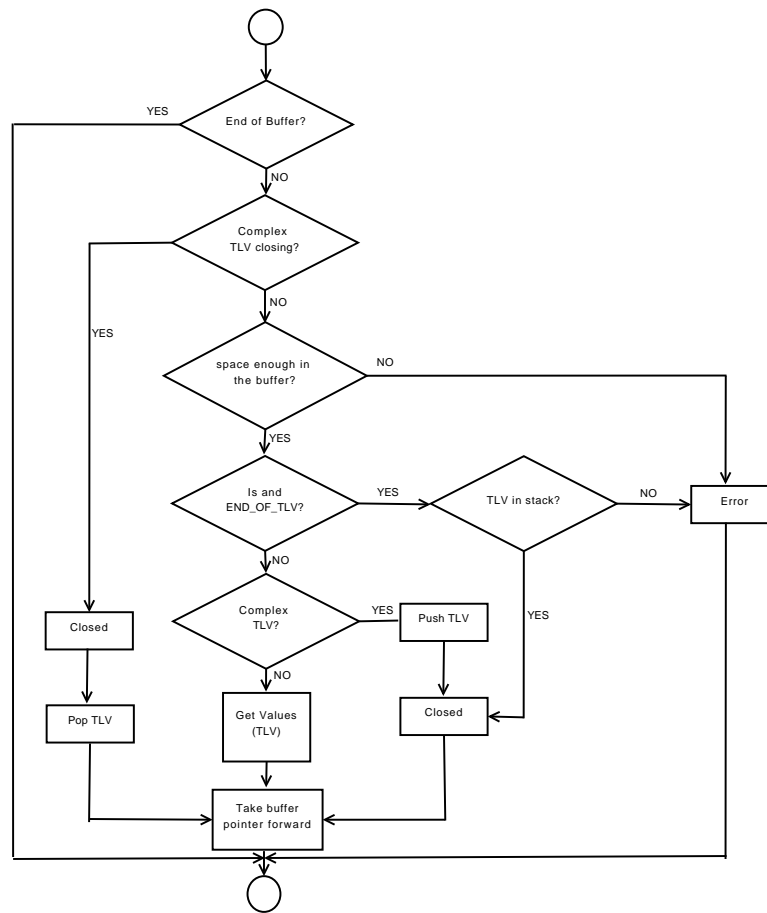 YES
End of Buffer?
NO
Complex
TLV closing?
NO
YES
space enough in
the buffer?
NO
YES
Is and
END_OF_TLV?
YES
TLV in stack?
NO
Error
NO
YES
Complex
TLV?
YES
Push TLV
Closed
NO
Get Values
(TLV)
Closed
Pop TLV
Take buffer
pointer forward